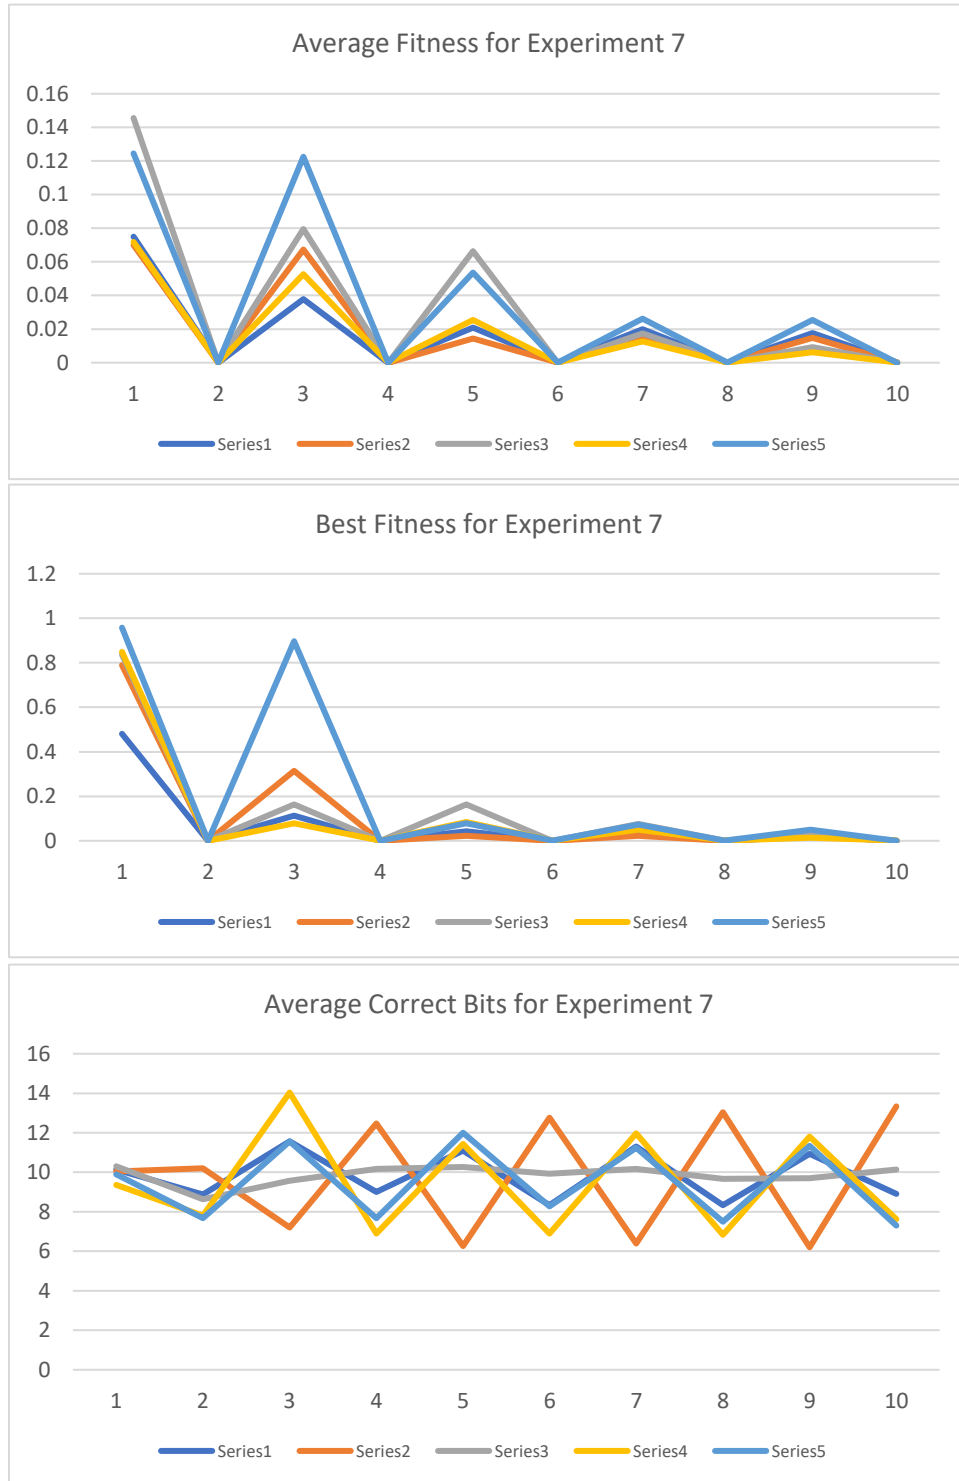 Average Fitness for Experiment 7
0.16
0.14
0.12
0.1
0.08
0.06
0.04
0.02
0
1 2 3 4 5 6 7 8 9 10
Series1 Series2 Series3 Series4 Series5
Best Fitness for Experiment 7
1.2
1
0.8
0.6
0.4
0.2
0
1 2 3 4 5 6 7 8 9 10
Series1 Series2 Series3 Series4 Series5
Average Correct Bits for Experiment 7
16
14
12
10
8
6
4
2
0
1 2 3 4 5 6 7 8 9 10
Series1 Series2 Series3 Series4 Series5